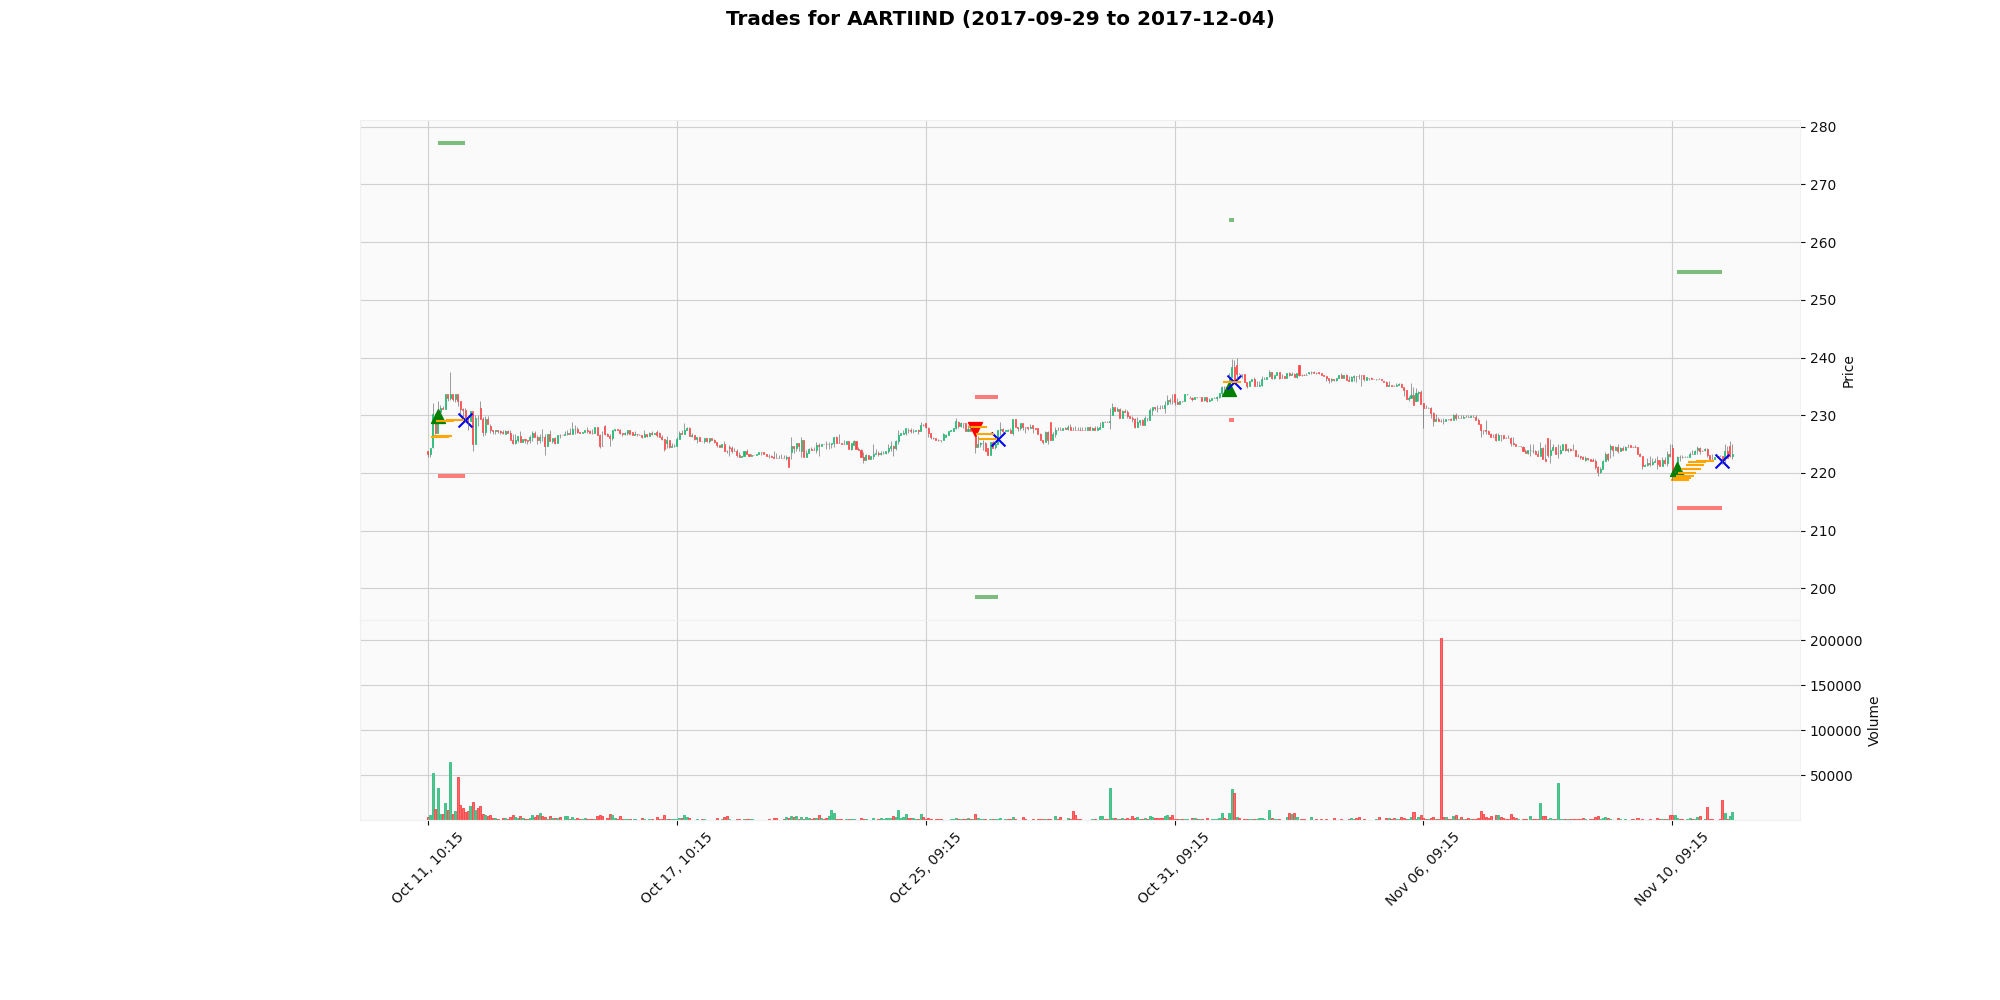 Trades for AARTIIND (2017-09-29 to 2017-12-04)
280
270
260
250
240
230
220
210
200
Price
200000
150000
100000
50000
Volume
Oct 11, 10:15
Oct 17, 10:15
Oct 25, 09:15
Oct 31, 09:15
Nov 06, 09:15
Nov 10, 09:15